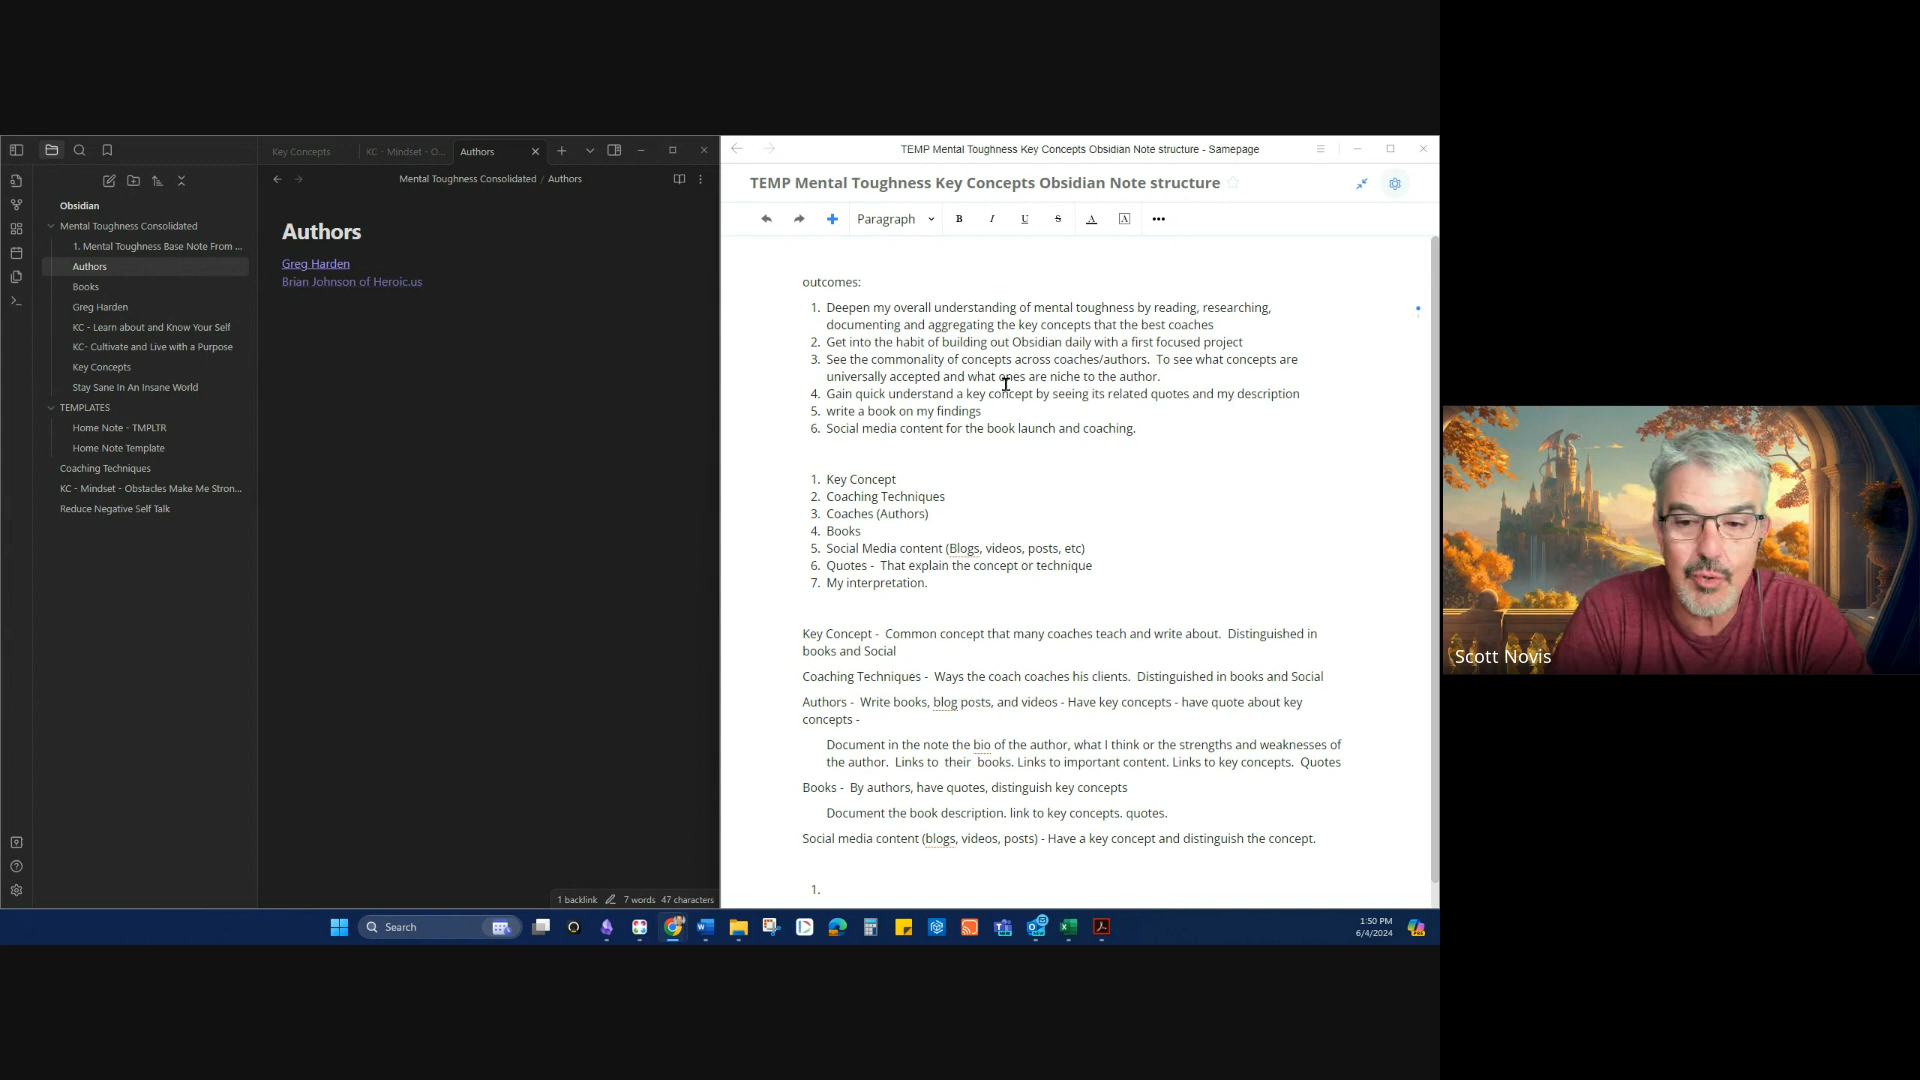 Key Concepts
KC - Mindset - O...
Authors
TEMP Mental Toughness Key Concepts Obsidian Note structure - Samepage
Mental Toughness Consolidated / Authors
Obsidian
Mental Toughness Consolidated
1. Mental Toughness Base Note From ...
Authors
Books
Greg Harden
KC - Learn about and Know Your Self
KC- Cultivate and Live with a Purpose
Key Concepts
Stay Sane In An Insane World
TEMPLATES
Home Note - TMPLTR
Home Note Template
Coaching Techniques
KC - Mindset - Obstacles Make Me Stron...
Reduce Negative Self Talk
Authors
Greg Harden
Brian Johnson of Heroic.us
1 backlink 7 words 47 characters
TEMP Mental Toughness Key Concepts Obsidian Note structure
Paragraph B I U S A A
outcomes:
1. Deepen my overall understanding of mental toughness by reading, researching,
documenting and aggregating the key concepts that the best coaches
2. Get into the habit of building out Obsidian daily with a first focused project
3. See the commonality of concepts across coaches/authors. To see what concepts are
universally accepted and what ones are niche to the author.
4. Gain quick understand a key concept by seeing its related quotes and my description
5. write a book on my findings
6. Social media content for the book launch and coaching.
1. Key Concept
2. Coaching Techniques
3. Coaches (Authors)
4. Books
5. Social Media content (Blogs, videos, posts, etc)
6. Quotes - That explain the concept or technique
7. My interpretation.
Key Concept - Common concept that many coaches teach and write about. Distinguished in
books and Social
Coaching Techniques - Ways the coach coaches his clients. Distinguished in books and Social
Authors - Write books, blog posts, and videos - Have key concepts - have quote about key
concepts -
Document in the note the bio of the author, what I think or the strengths and weaknesses of
the author. Links to their books. Links to important content. Links to key concepts. Quotes
Books - By authors, have quotes, distinguish key concepts
Document the book description. link to key concepts. quotes.
Social media content (blogs, videos, posts) - Have a key concept and distinguish the concept.
1.
Search
1:50 PM
6/4/2024
Scott Novis